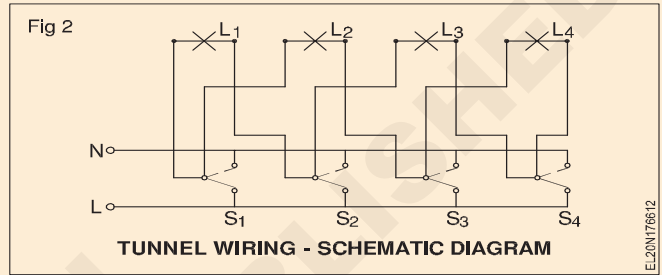 Fig 2
L1 L2 L3 L4
N
L
S1 S2 S3 S4
TUNNEL WIRING - SCHEMATIC DIAGRAM
EL20N176612